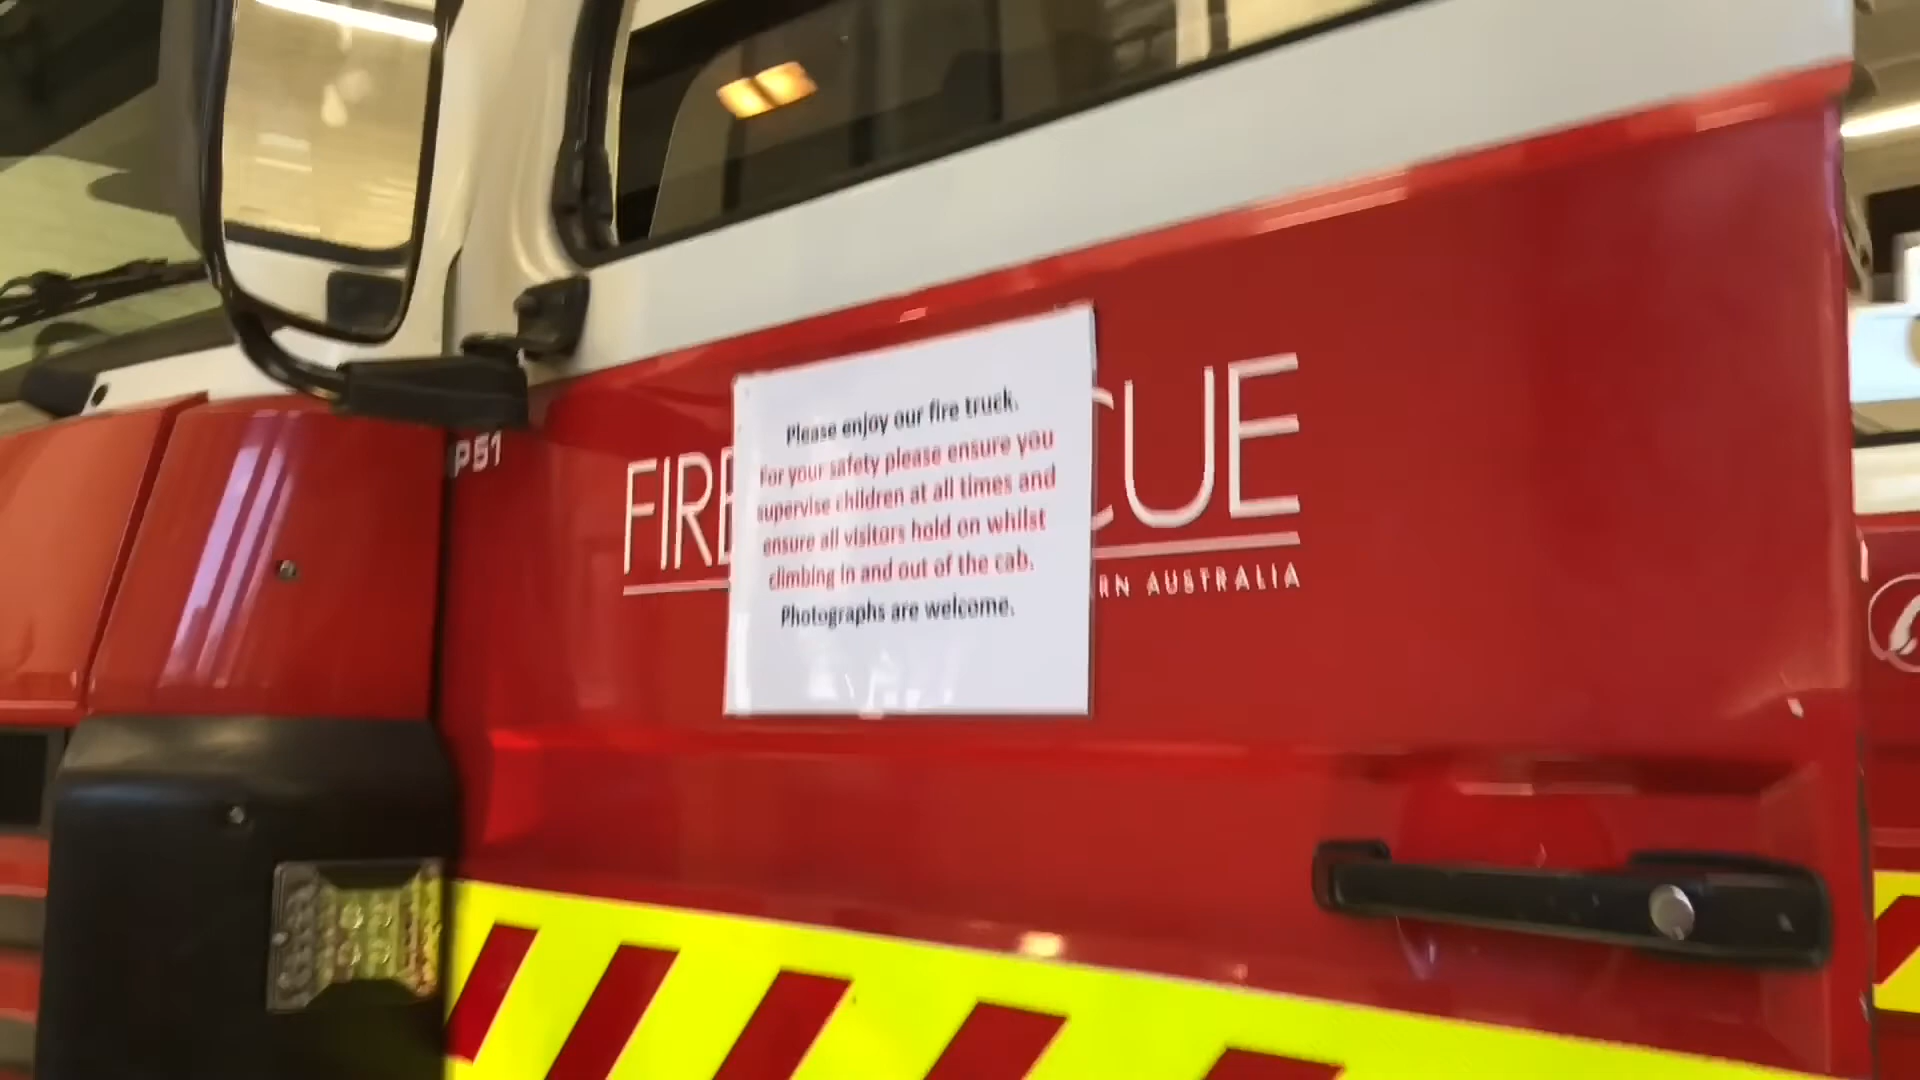 P51
FIRE
CUE
RN AUSTRALIA
Please enjoy our fire truck.
For your safety please ensure you
supervise children at all times and
ensure all visitors hold on whilst
climbing in and out of the cab.
Photographs are welcome.